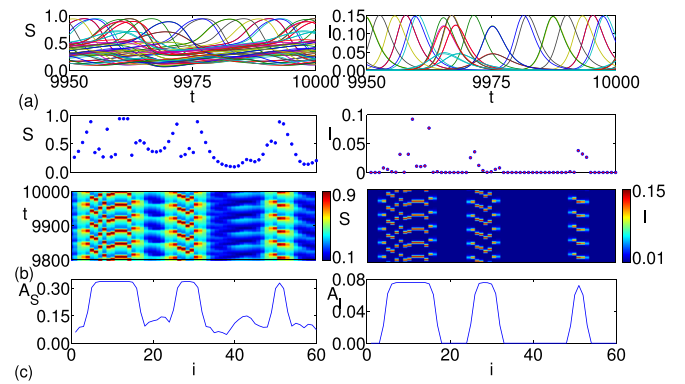 S 1.0 0.5 0.0
9950 9975 10000
t
I 0.15 0.10 0.05 0.00
9950 9975 10000
t
(a)
S 1.0 0.5 0.0
I 0.1 0.05 0
t 10000 9900 9800
0.9 S 0.1
0.15 I 0.01
(b)
A_S 0.30 0.15 0.00
0 20 40 60
i
A_I 0.08 0.04 0.00
0 20 40 60
i
(c)